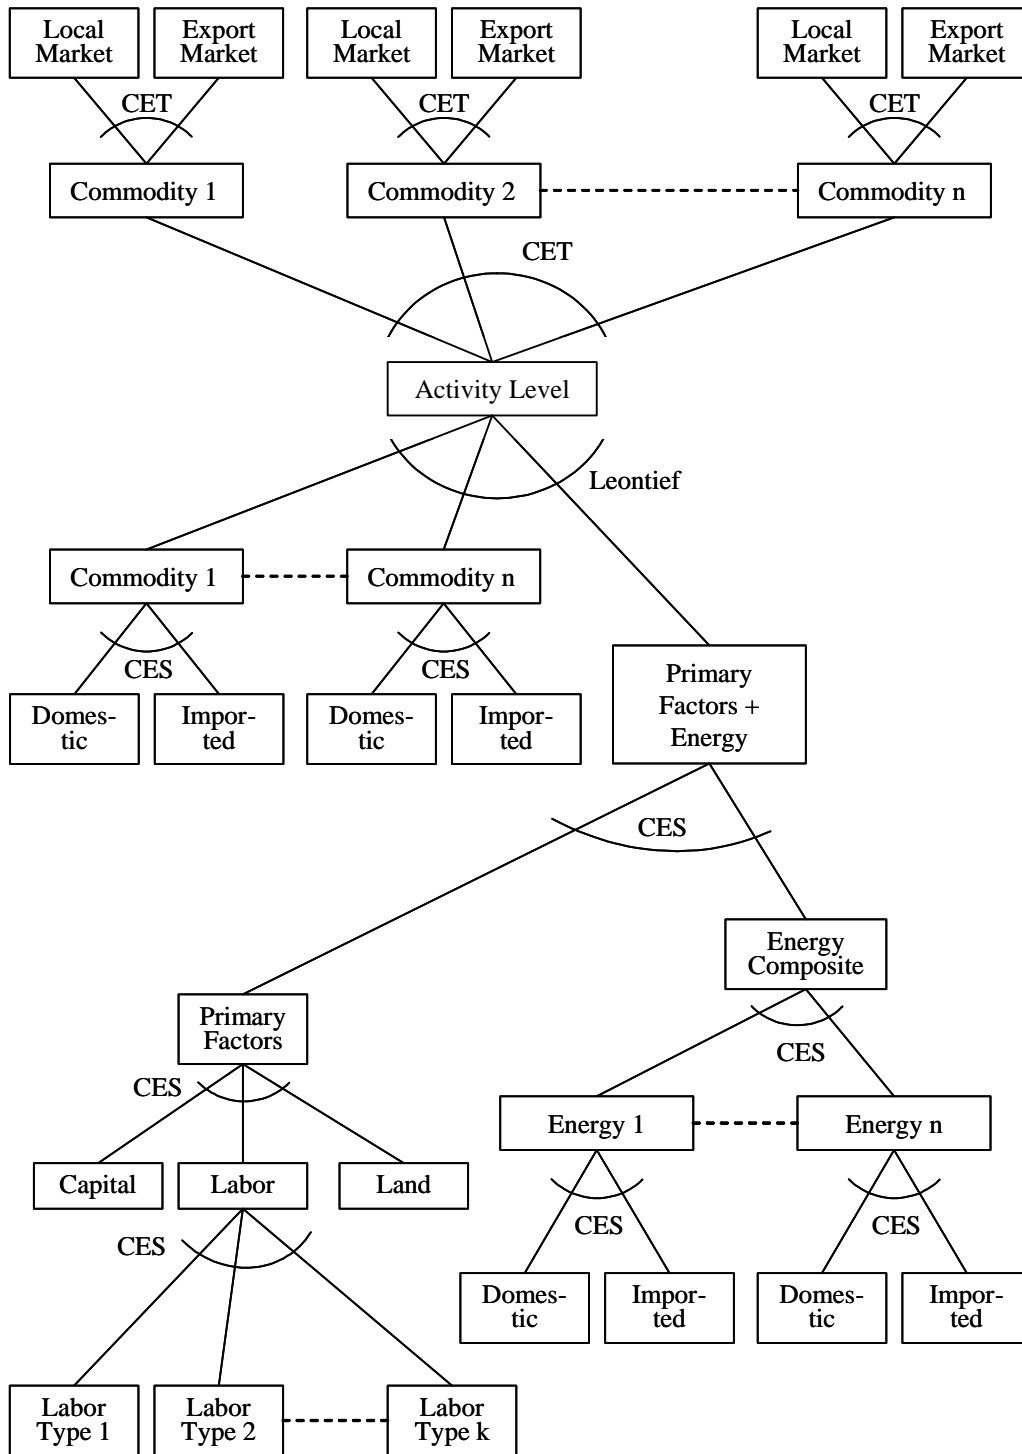 Local
Market
Export
Market
Local
Market
Export
Market
Local
Market
Export
Market
CET
CET
CET
Commodity 1
Commodity 2
Commodity n
CET
Activity Level
Leontief
Commodity 1
Commodity n
CES
CES
Domes-
tic
Impor-
ted
Domes-
tic
Impor-
ted
Primary
Factors +
Energy
CES
Energy
Composite
Primary
Factors
CES
CES
Energy 1
Energy n
Capital
Labor
Land
CES
CES
CES
Domes-
tic
Impor-
ted
Domes-
tic
Impor-
ted
Labor
Type 1
Labor
Type 2
Labor
Type k